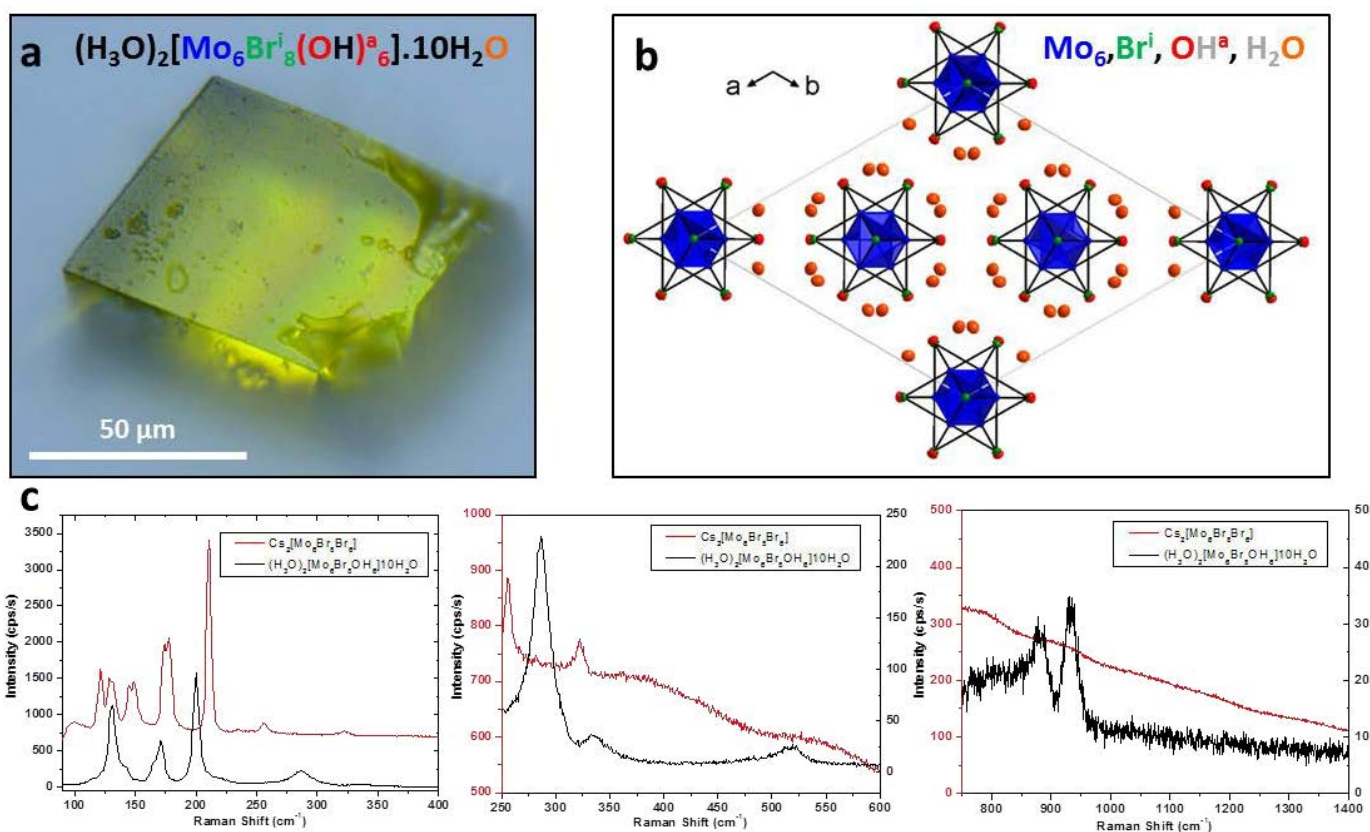 a
(H₃O)₂[Mo₆Brⁱ₈(OH)ᵃ₆].10H₂O
50 µm
b
Mo₆,Brⁱ, OHᵃ, H₂O
a b
c
Intensity (cps/s)
3500
3000
2500
2000
1500
1000
500
0
Cs₂[Mo₆Br₈Br₆]
(H₃O)₂[Mo₆Br₈OH₆]10H₂O
100 150 200 250 300 350 400
Raman Shift (cm⁻¹)
Intensity (cps/s)
1000
900
800
700
600
500
Cs₂[Mo₆Br₈Br₆]
(H₃O)₂[Mo₆Br₈OH₆]10H₂O
250
200
150
100
50
0
250 300 350 400 450 500 550 600
Raman Shift (cm⁻¹)
Intensity (cps/s)
500
400
300
200
100
0
Cs₂[Mo₆Br₈Br₆]
(H₃O)₂[Mo₆Br₈OH₆]10H₂O
50
40
30
20
10
0
800 900 1000 1100 1200 1300 1400
Raman Shift (cm⁻¹)